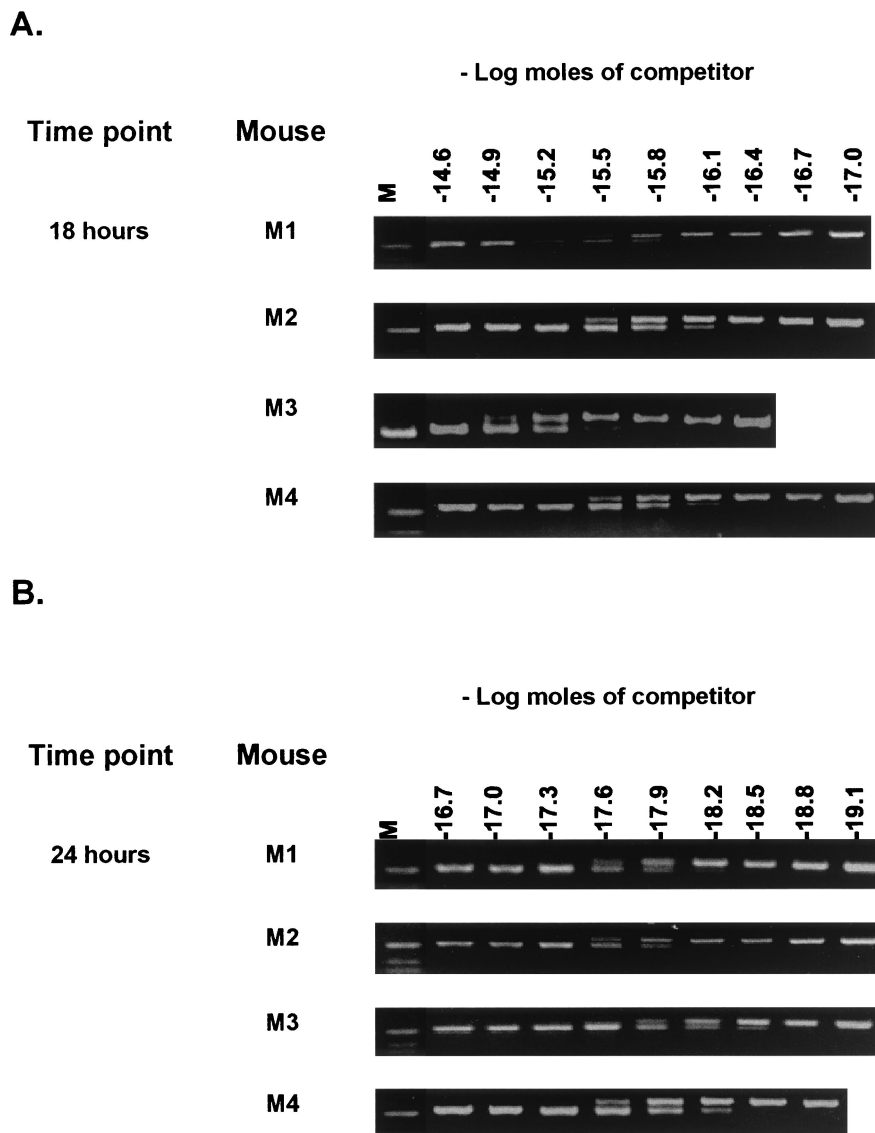 A.
- Log moles of competitor
Time point Mouse
M -14.6 -14.9 -15.2 -15.5 -15.8 -16.1 -16.4 -16.7 -17.0
18 hours M1
M2
M3
M4
B.
- Log moles of competitor
Time point Mouse
M -16.7 -17.0 -17.3 -17.6 -17.9 -18.2 -18.5 -18.8 -19.1
24 hours M1
M2
M3
M4